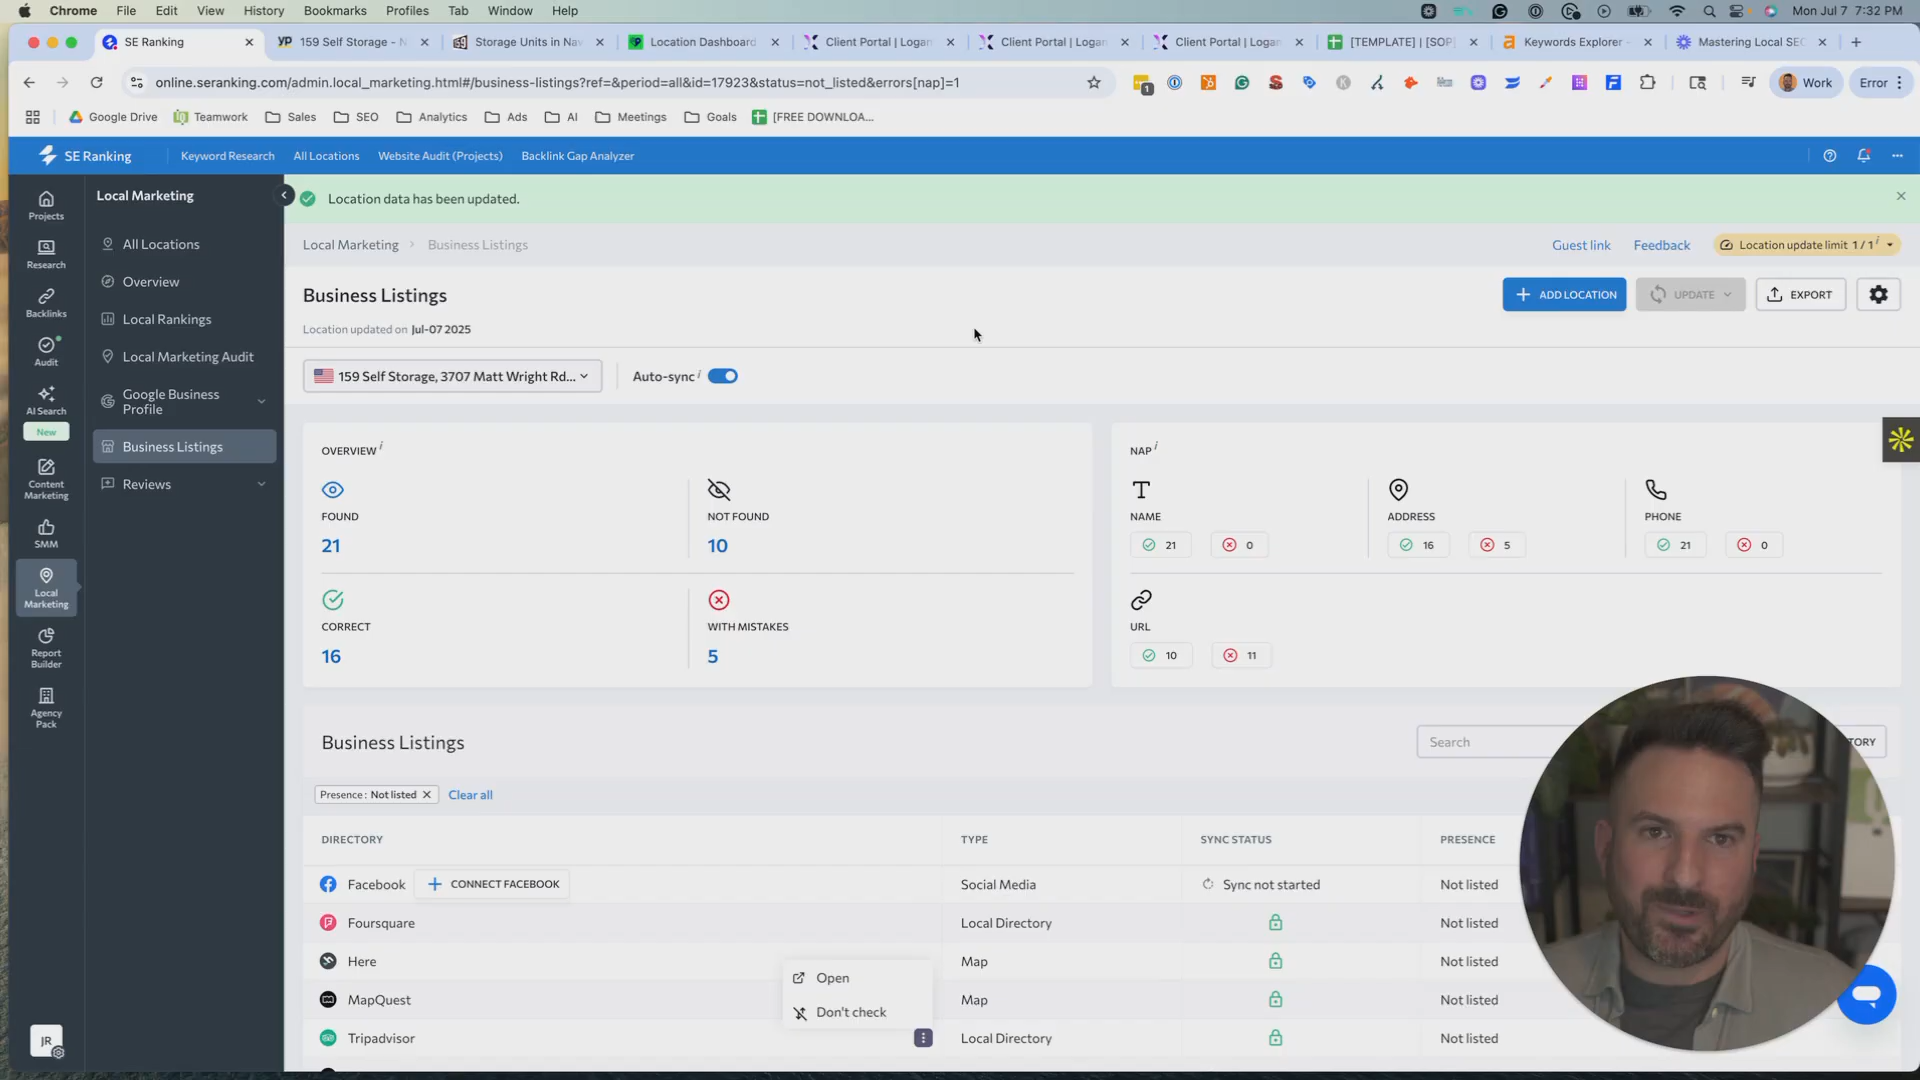 Chrome File Edit View History Bookmarks Profiles Tab Window Help Mon Jul 7 7:32 PM
SE Ranking 159 Self Storage - N Storage Units in Nav Location Dashboard Client Portal | Logan Client Portal | Logan Client Portal | Logan [TEMPLATE] | [SOP] Keywords Explorer - Mastering Local SEO
online.seranking.com/admin.local_marketing.html#/business-listings?ref=&period=all&id=17923&status=not_listed&errors[nap]=1 1 Work Error
Google Drive Teamwork Sales SEO Analytics Ads AI Meetings Goals [FREE DOWNLOA...
SE Ranking Keyword Research All Locations Website Audit (Projects) Backlink Gap Analyzer
Projects
Research
Backlinks
Audit
AI Search
New
Content Marketing
SMM
Local Marketing
Report Builder
Agency Pack
JR
Local Marketing
All Locations
Overview
Local Rankings
Local Marketing Audit
Google Business Profile
Business Listings
Reviews
Location data has been updated.
Local Marketing > Business Listings Guest link Feedback Location update limit 1 / 1 i
Business Listings ADD LOCATION UPDATE EXPORT
Location updated on Jul-07 2025
159 Self Storage, 3707 Matt Wright Rd... Auto-sync i
OVERVIEW i
FOUND NOT FOUND
21 10
CORRECT WITH MISTAKES
16 5
NAP i
NAME ADDRESS PHONE
21 0 16 5 21 0
URL
10 11
Business Listings Search TORY
Presence : Not listed Clear all
DIRECTORY TYPE SYNC STATUS PRESENCE
Facebook CONNECT FACEBOOK Social Media Sync not started Not listed
Foursquare Local Directory Not listed
Here Map Not listed
Open
MapQuest Map Not listed
Don't check
Tripadvisor Local Directory Not listed